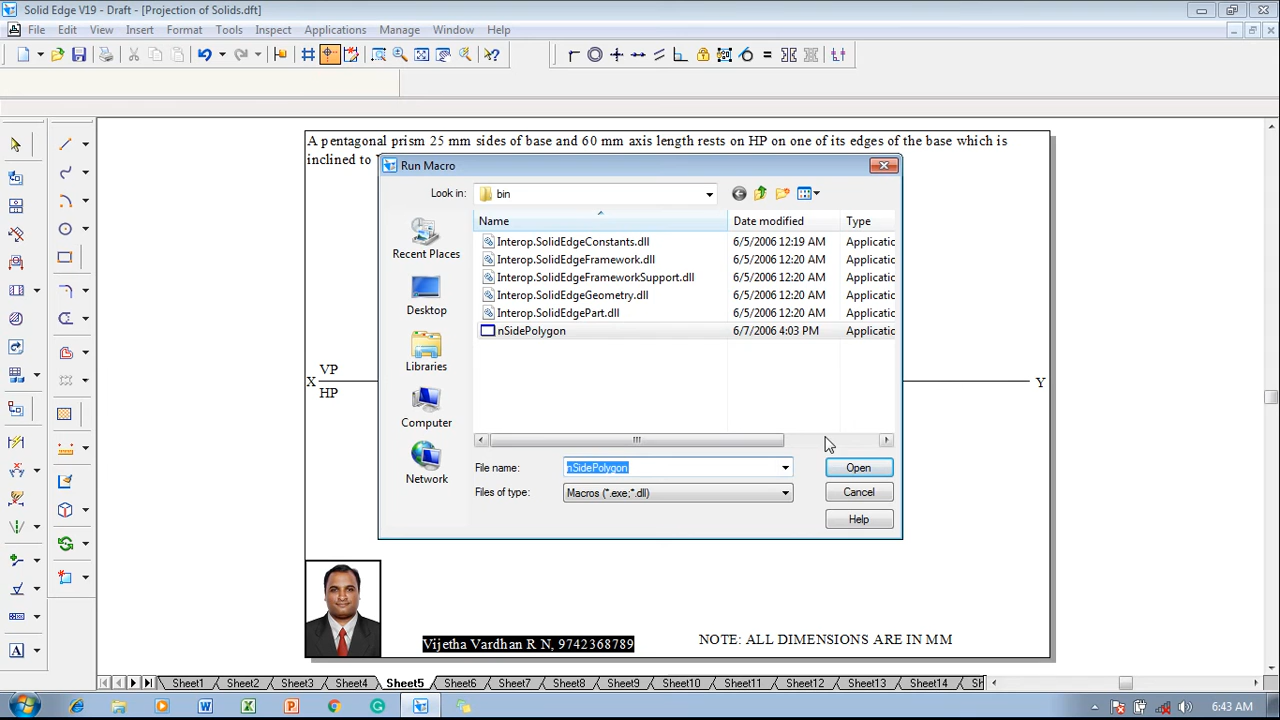 Solid Edge V19 - Draft - [Projection of Solids.dft]
File Edit View Insert Format Tools Inspect Applications Manage Window Help
A pentagonal prism 25 mm sides of base and 60 mm axis length rests on HP on one of its edges of the base which is
inclined to
Run Macro
Look in: bin
Name Date modified Type
Interop.SolidEdgeConstants.dll 6/5/2006 12:19 AM Applicatic
Recent Places
Interop.SolidEdgeFramework.dll 6/5/2006 12:20 AM Applicatic
Interop.SolidEdgeFrameworkSupport.dll 6/5/2006 12:20 AM Applicatic
Interop.SolidEdgeGeometry.dll 6/5/2006 12:20 AM Applicatic
Desktop
Interop.SolidEdgePart.dll 6/5/2006 12:20 AM Applicatic
nSidePolygon 6/7/2006 4:03 PM Applicatic
Libraries
VP
X Y
HP
Computer
File name: nSidePolygon Open
Network
Files of type: Macros (*.exe;*.dll) Cancel
Help
Vijetha Vardhan R N, 9742368789
NOTE: ALL DIMENSIONS ARE IN MM
Sheet1 Sheet2 Sheet3 Sheet4 Sheet5 Sheet6 Sheet7 Sheet8 Sheet9 Sheet10 Sheet11 Sheet12 Sheet13 Sheet14 Sl
6:43 AM